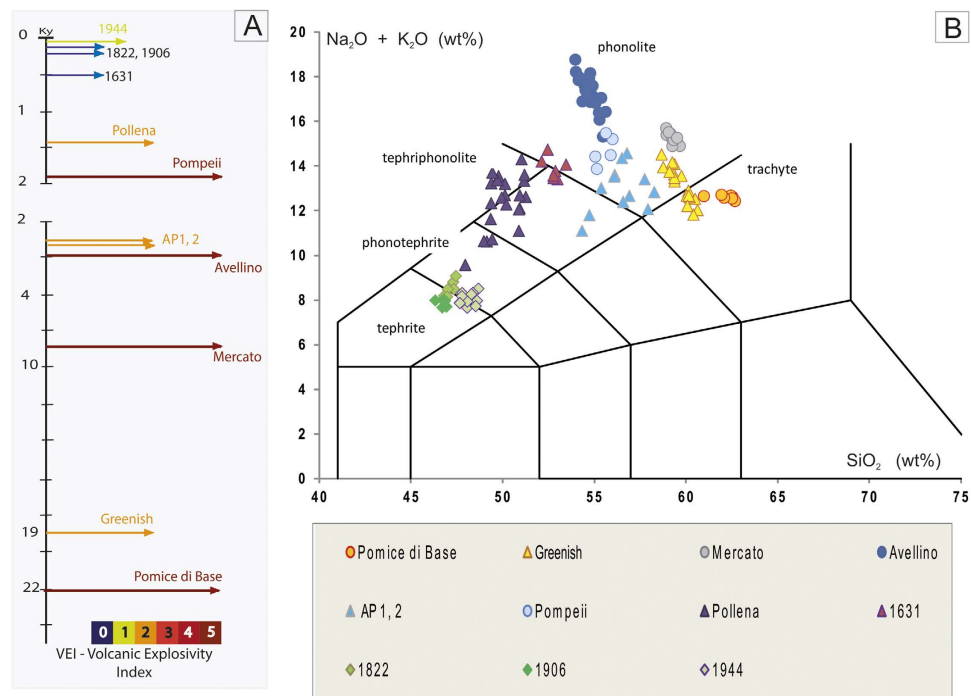 A
Ky
0
1944
1822, 1906
1631
1
Pollena
Pompeii
2
2
AP1, 2
Avellino
4
Mercato
10
Greenish
19
Pomice di Base
22
0 1 2 3 4 5
VEI - Volcanic Explosivity
Index
B
Na₂O + K₂O (wt%)
20
18
16
14
12
10
8
6
4
2
0
phonolite
tephriphonolite
trachyte
phonotephrite
tephrite
SiO₂ (wt%)
40 45 50 55 60 65 70 75
Pomice di Base Greenish Mercato Avellino
AP1, 2 Pompeii Pollena 1631
1822 1906 1944